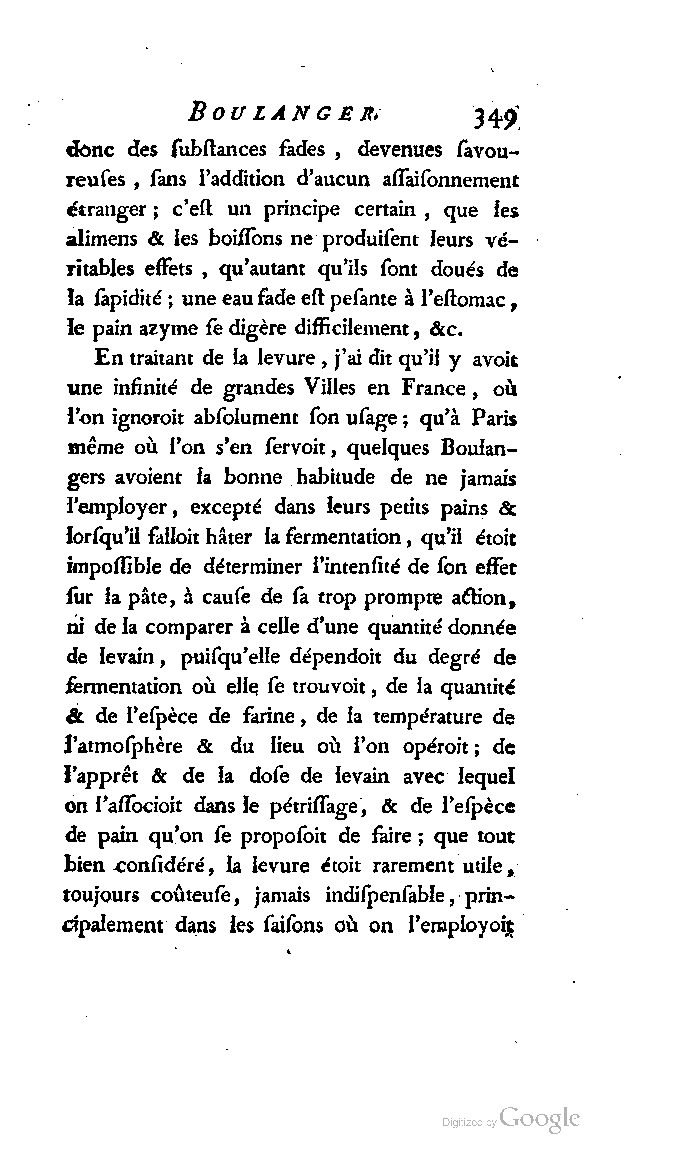 BOULANGER. 349
donc des ſubſtances fades , devenues ſavou-
reuſes , ſans l'addition d'aucun aſſaiſonnement
étranger ; c'eſt un principe certain , que les
alimens & les boiſſons ne produiſent leurs vé-
ritables effets , qu'autant qu'ils ſont doués de
la ſapidité ; une eau fade eſt peſante à l'eſtomac ,
le pain azyme ſe digère difficilement , &c.
En traitant de la levure , j'ai dit qu'il y avoit
une infinité de grandes Villes en France , où
l'on ignoroit abſolument ſon uſage ; qu'à Paris
même où l'on s'en ſervoit , quelques Boulan-
gers avoient la bonne habitude de ne jamais
l'employer , excepté dans leurs petits pains &
lorſqu'il falloit hâter la fermentation , qu'il étoit
impoſſible de déterminer l'intenſité de ſon effet
ſur la pâte, à cauſe de ſa trop prompte action,
ni de la comparer à celle d'une quantité donnée
de levain , puiſqu'elle dépendoit du degré de
fermentation où elle ſe trouvoit , de la quantité
& de l'eſpèce de farine , de la température de
l'atmoſphère & du lieu où l'on opéroit ; de
l'apprêt & de la doſe de levain avec lequel
on l'aſſocioit dans le pétriſſage , & de l'eſpèce
de pain qu'on ſe propoſoit de faire ; que tout
bien conſidéré , la levure étoit rarement utile ,
toujours coûteuſe , jamais indiſpenſable , prin-
cipalement dans les ſaiſons où on l'employoit
Digitized by Google